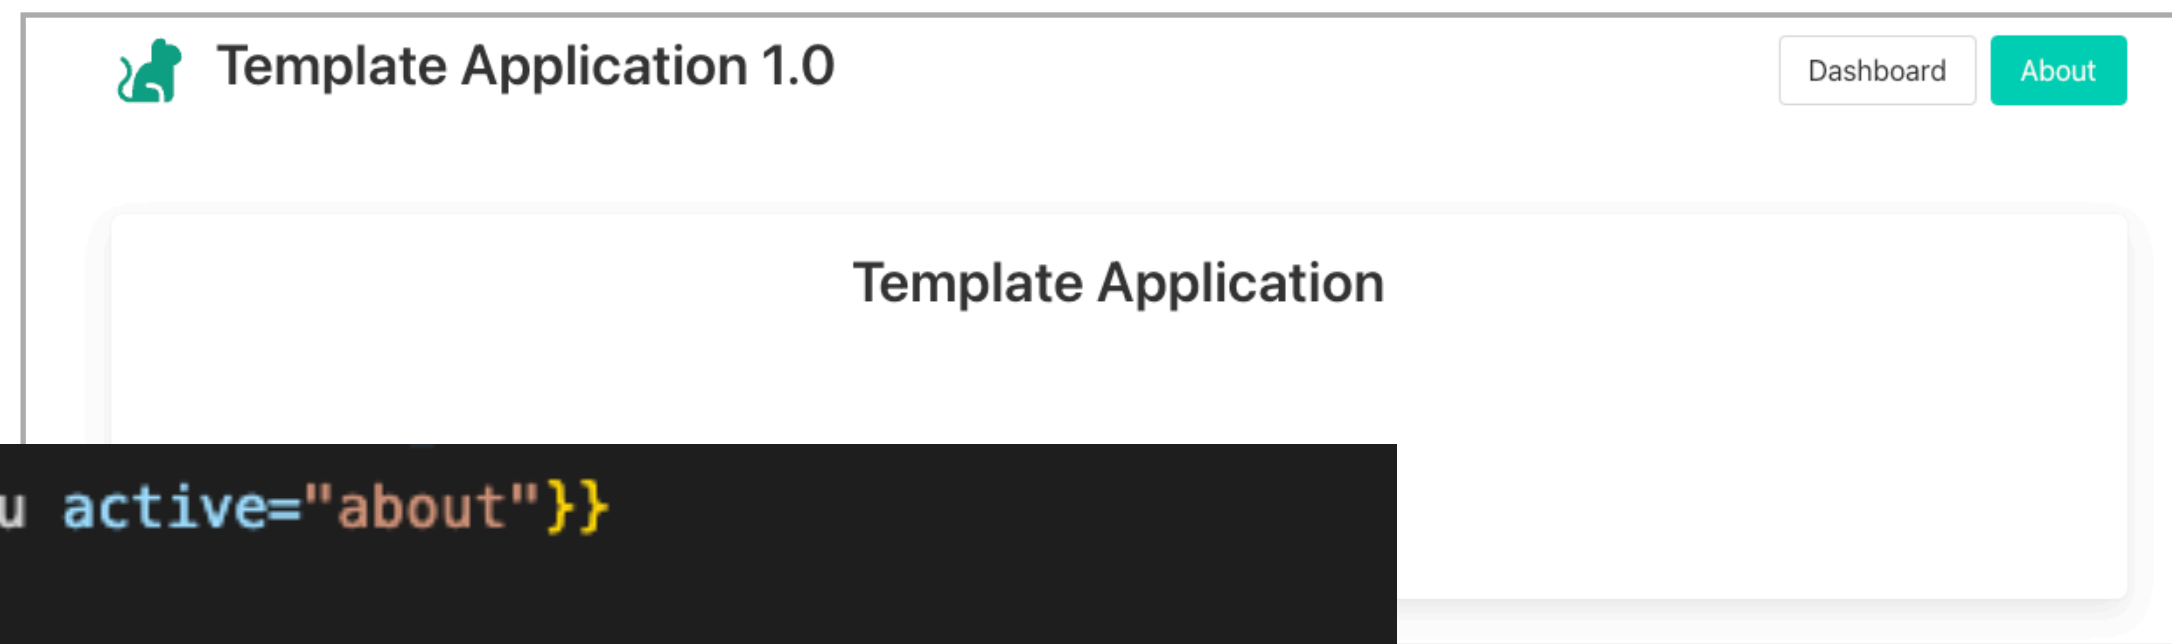 Template Application 1.0
Dashboard
About
Template Application
u active="about"}}